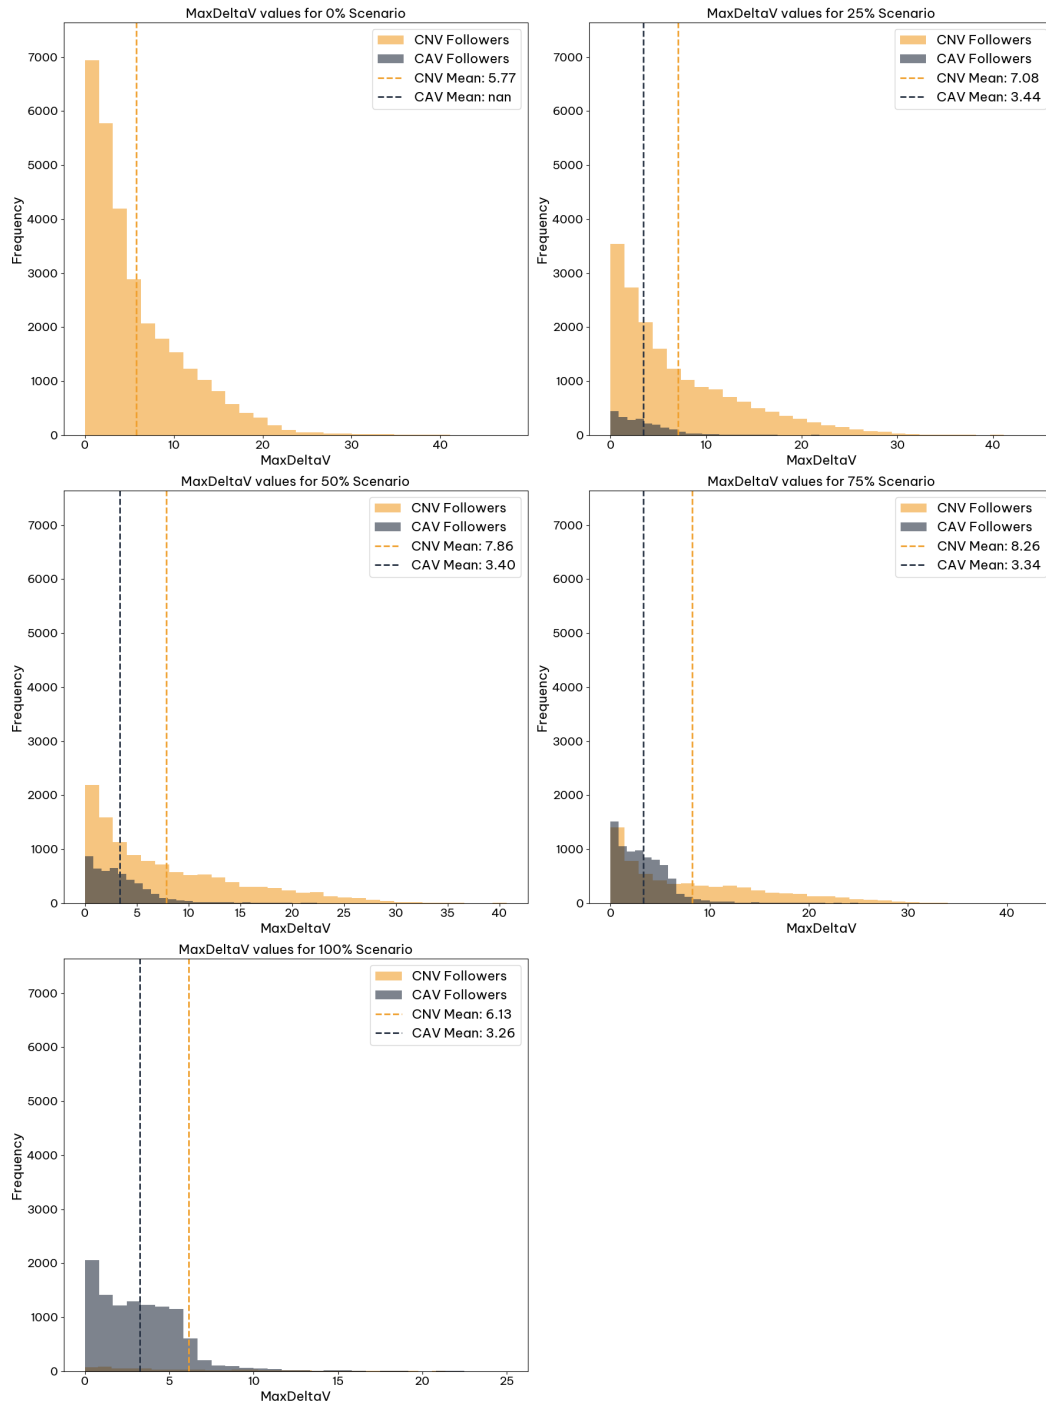 MaxDeltaV values for 0% Scenario
CNV Followers
CAV Followers
CNV Mean: 5.77
CAV Mean: nan
7000
6000
5000
4000
3000
2000
1000
0
Frequency
0 10 20 30 40
MaxDeltaV
MaxDeltaV values for 25% Scenario
CNV Followers
CAV Followers
CNV Mean: 7.08
CAV Mean: 3.44
7000
6000
5000
4000
3000
2000
1000
0
Frequency
0 10 20 30 40
MaxDeltaV
MaxDeltaV values for 50% Scenario
CNV Followers
CAV Followers
CNV Mean: 7.86
CAV Mean: 3.40
7000
6000
5000
4000
3000
2000
1000
0
Frequency
0 5 10 15 20 25 30 35 40
MaxDeltaV
MaxDeltaV values for 75% Scenario
CNV Followers
CAV Followers
CNV Mean: 8.26
CAV Mean: 3.34
7000
6000
5000
4000
3000
2000
1000
0
Frequency
0 10 20 30 40
MaxDeltaV
MaxDeltaV values for 100% Scenario
CNV Followers
CAV Followers
CNV Mean: 6.13
CAV Mean: 3.26
7000
6000
5000
4000
3000
2000
1000
0
Frequency
0 5 10 15 20 25
MaxDeltaV